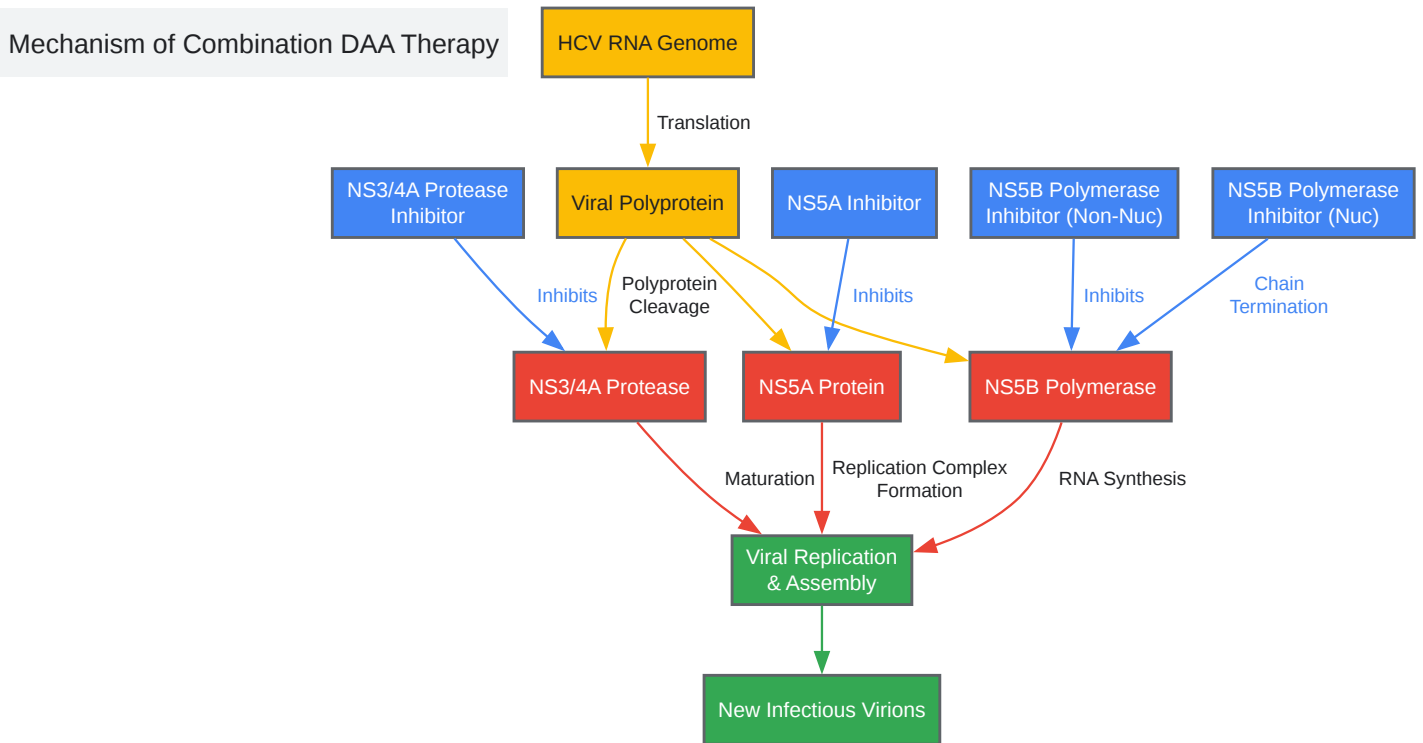 Mechanism of Combination DAA Therapy
HCV RNA Genome
Translation
NS3/4A Protease
Inhibitor
Viral Polyprotein
NS5A Inhibitor
NS5B Polymerase
Inhibitor (Non-Nuc)
NS5B Polymerase
Inhibitor (Nuc)
Inhibits
Polyprotein
Cleavage
Inhibits
Inhibits
Chain
Termination
NS3/4A Protease
NS5A Protein
NS5B Polymerase
Maturation
Replication Complex
Formation
RNA Synthesis
Viral Replication
& Assembly
New Infectious Virions